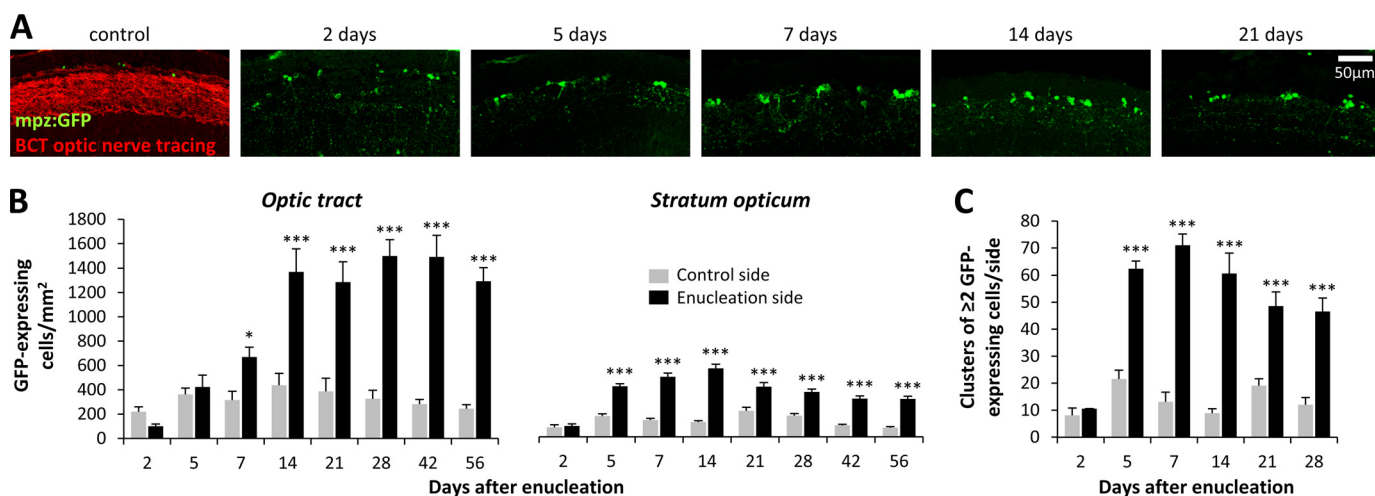 A
control
2 days
5 days
7 days
14 days
21 days
50μm
mpz:GFP
BCT optic nerve tracing
B
Optic tract
Stratum opticum
GFP-expressing
cells/mm²
1800
1600
1400
1200
1000
800
600
400
200
0
*
***
***
***
***
***
2
5
7
14
21
28
42
56
Control side
Enucleation side
***
***
***
***
***
***
***
2
5
7
14
21
28
42
56
Days after enucleation
C
Clusters of ≥2 GFP-
expressing cells/side
80
70
60
50
40
30
20
10
0
***
***
***
***
***
2
5
7
14
21
28
Days after enucleation